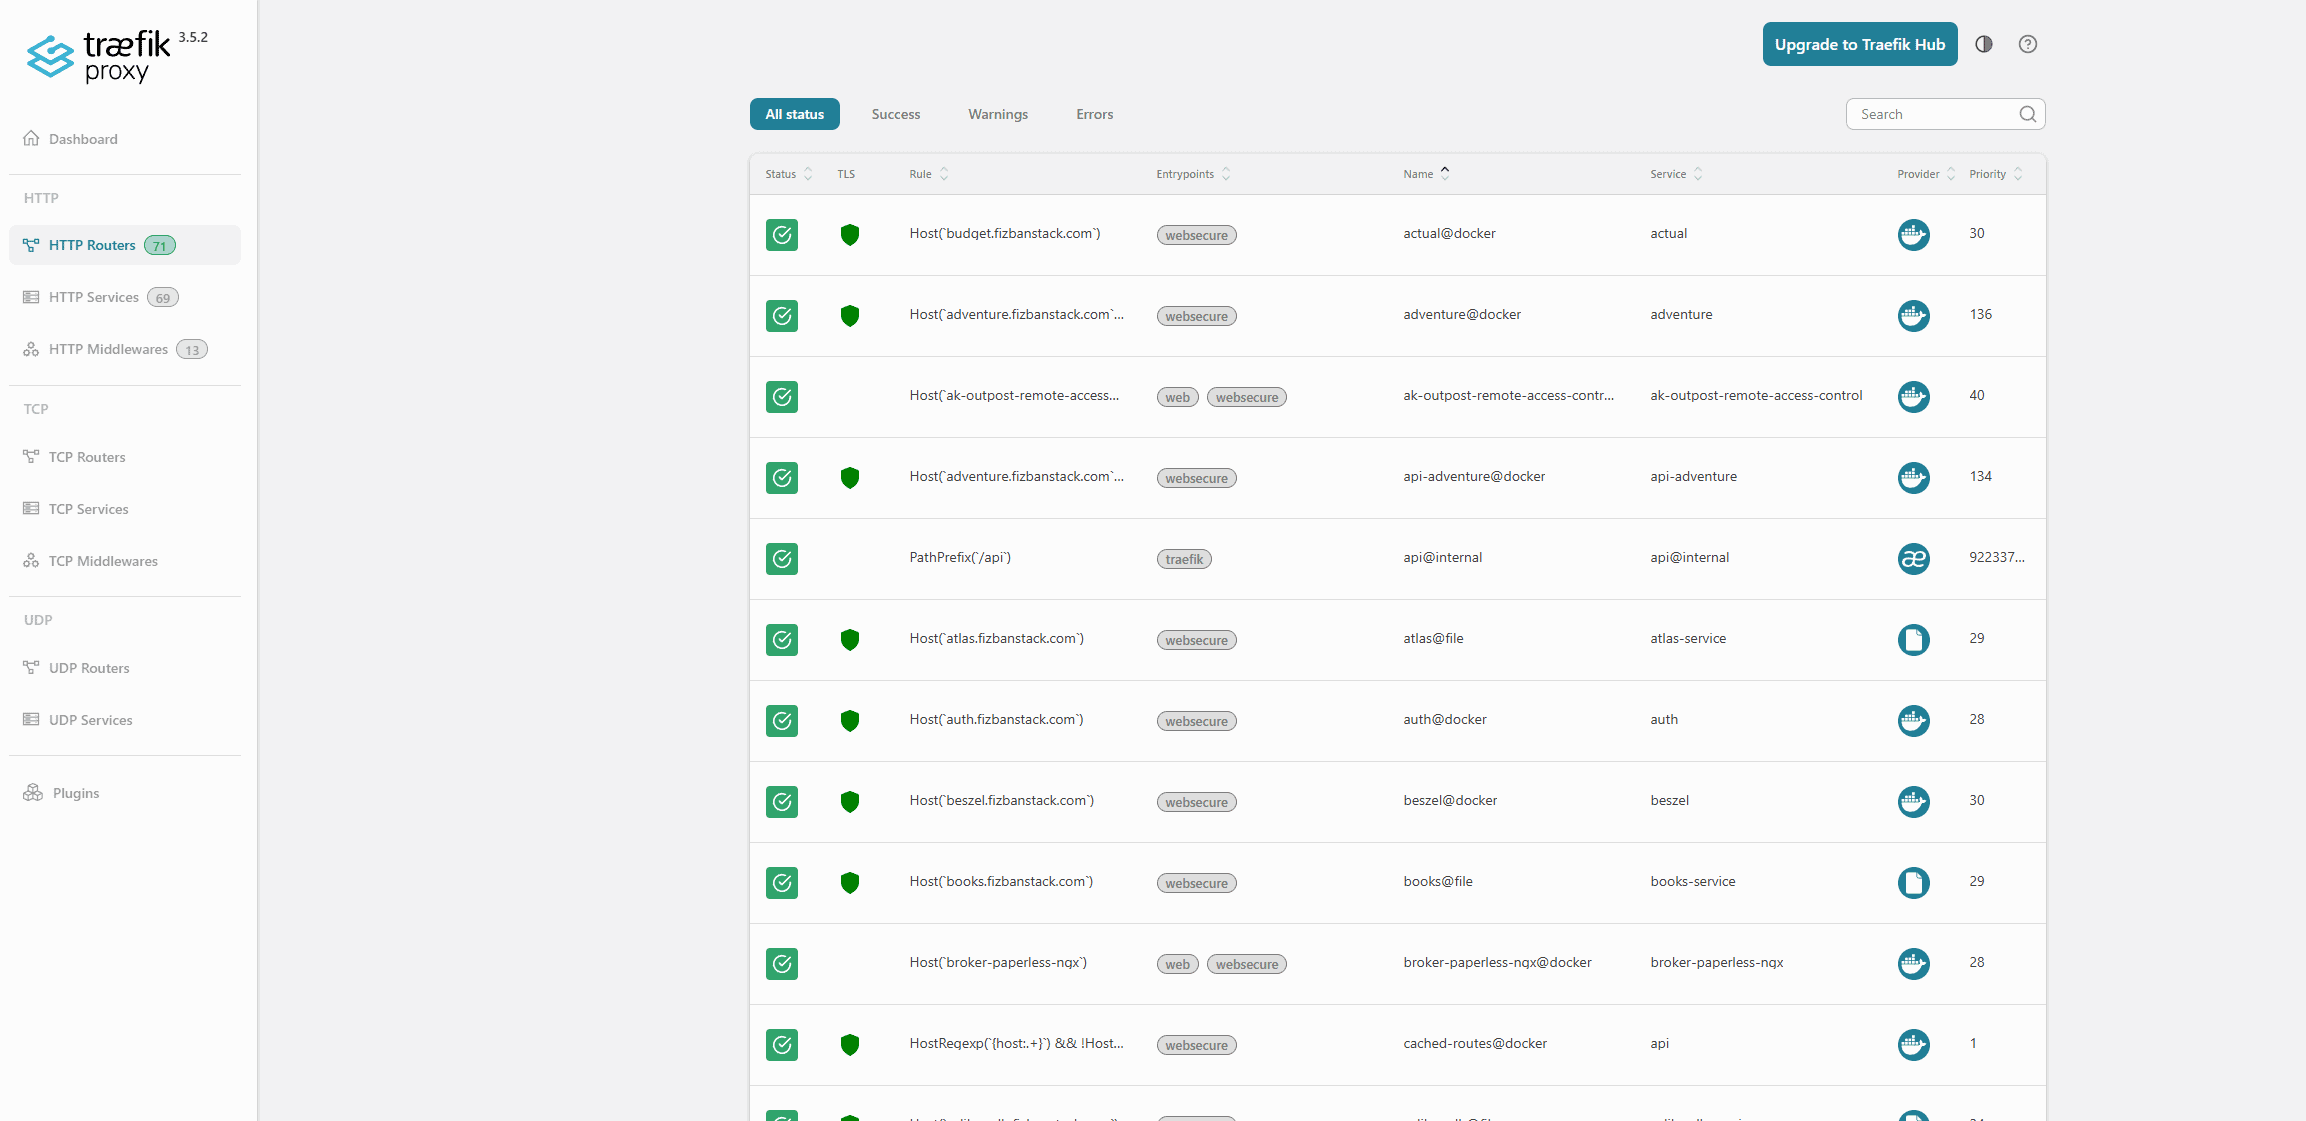 træfik 3.5.2
proxy
Upgrade to Traefik Hub
Dashboard
HTTP
HTTP Routers 71
HTTP Services 69
HTTP Middlewares 13
TCP
TCP Routers
TCP Services
TCP Middlewares
UDP
UDP Routers
UDP Services
Plugins
All status Success Warnings Errors Search
Status TLS Rule Entrypoints Name Service Provider Priority
Host(`budget.fizbanstack.com`) websecure actual@docker actual 30
Host(`adventure.fizbanstack.com`... websecure adventure@docker adventure 136
Host(`ak-outpost-remote-access... web websecure ak-outpost-remote-access-contr... ak-outpost-remote-access-control 40
Host(`adventure.fizbanstack.com`... websecure api-adventure@docker api-adventure 134
PathPrefix(`/api`) traefik api@internal api@internal æ 922337...
Host(`atlas.fizbanstack.com`) websecure atlas@file atlas-service 29
Host(`auth.fizbanstack.com`) websecure auth@docker auth 28
Host(`beszel.fizbanstack.com`) websecure beszel@docker beszel 30
Host(`books.fizbanstack.com`) websecure books@file books-service 29
Host(`broker-paperless-ngx`) web websecure broker-paperless-ngx@docker broker-paperless-ngx 28
HostRegexp(`{host:.+}`) && !Host... websecure cached-routes@docker api 1